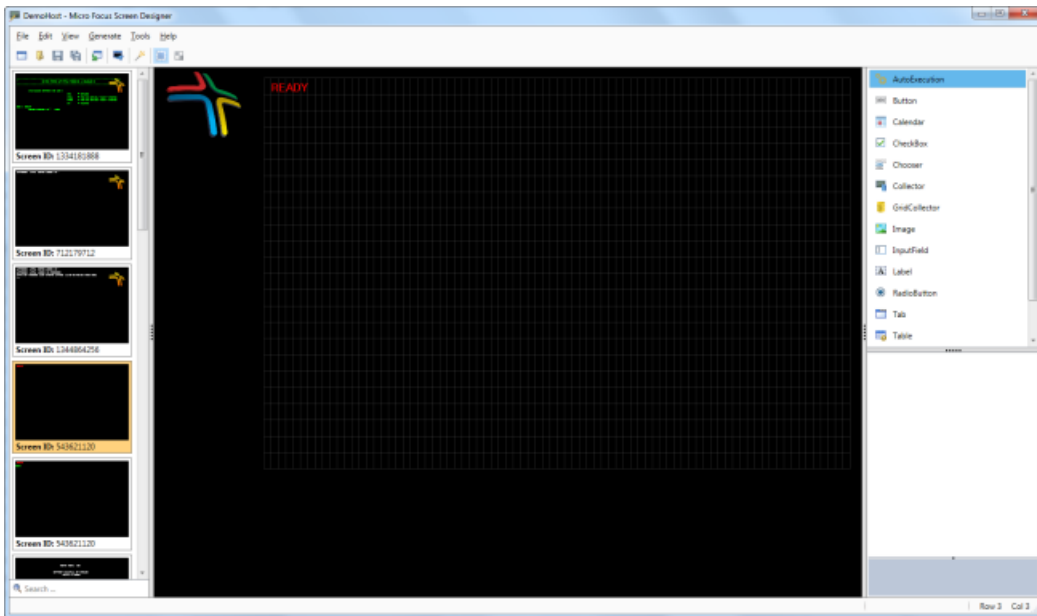 DemoHost - Micro Focus Screen Designer
File Edit View Generate Tools Help
Screen ID: 1334181888
Screen ID: 712179712
Screen ID: 1344864256
Screen ID: 543621120
Screen ID: 543621120
Search ...
READY
AutoExecution
Button
Calendar
CheckBox
Chooser
Collector
GridCollector
Image
InputField
Label
RadioButton
Tab
Table
Row 3 Col 3